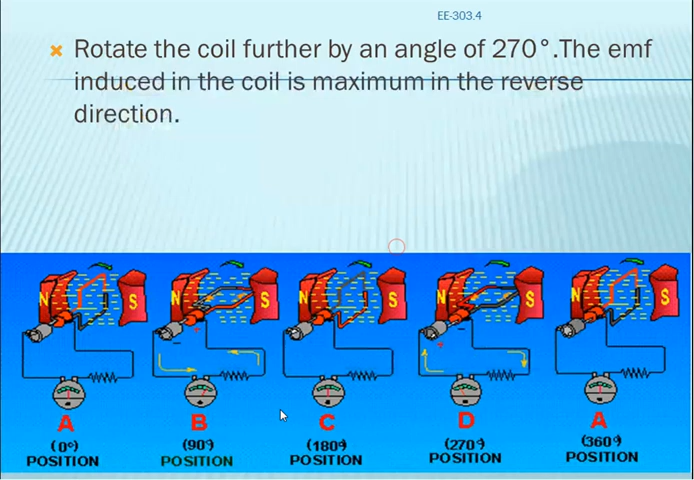 EE-303.4
Rotate the coil further by an angle of 270°.The emf
induced in the coil is maximum in the reverse
direction.
N S N S N S N S N S
- +
+ -
A B C D A
(0°) (90°) (180°) (270°) (360°)
POSITION POSITION POSITION POSITION POSITION